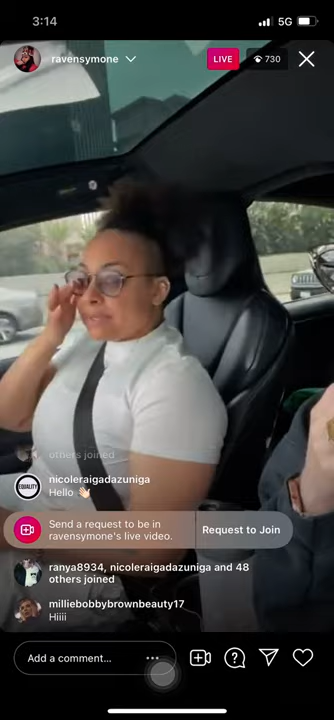 3:14
5G
ravensymone
LIVE
730
others joined
EQUALITY
nicoleraigadazuniga
Hello 👋🏻
Send a request to be in
ravensymone's live video.
Request to Join
ranya8934, nicoleraigadazuniga and 48
others joined
milliebobbybrownbeauty17
Hiiii
Add a comment...